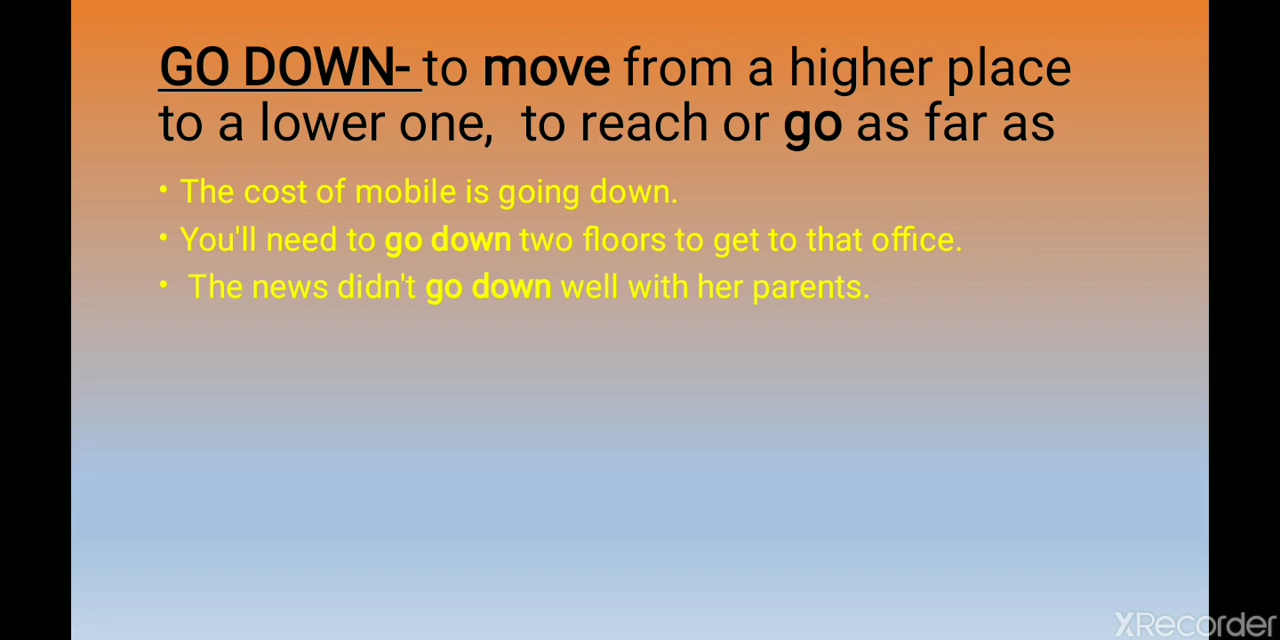 GO DOWN- to move from a higher place
to a lower one, to reach or go as far as
• The cost of mobile is going down.
• You'll need to go down two floors to get to that office.
• The news didn't go down well with her parents.
XRecorder